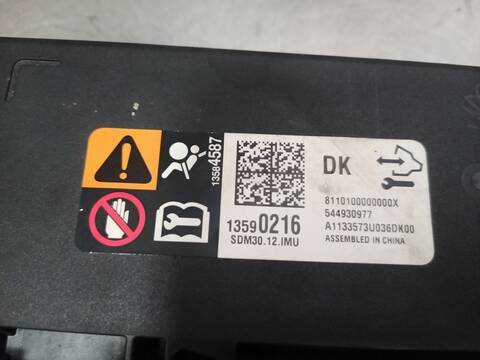 13584587
DK
13590216
SDM30.12.IMU
8110100000000X
544930977
A1133573U036DK00
ASSEMBLED IN CHINA